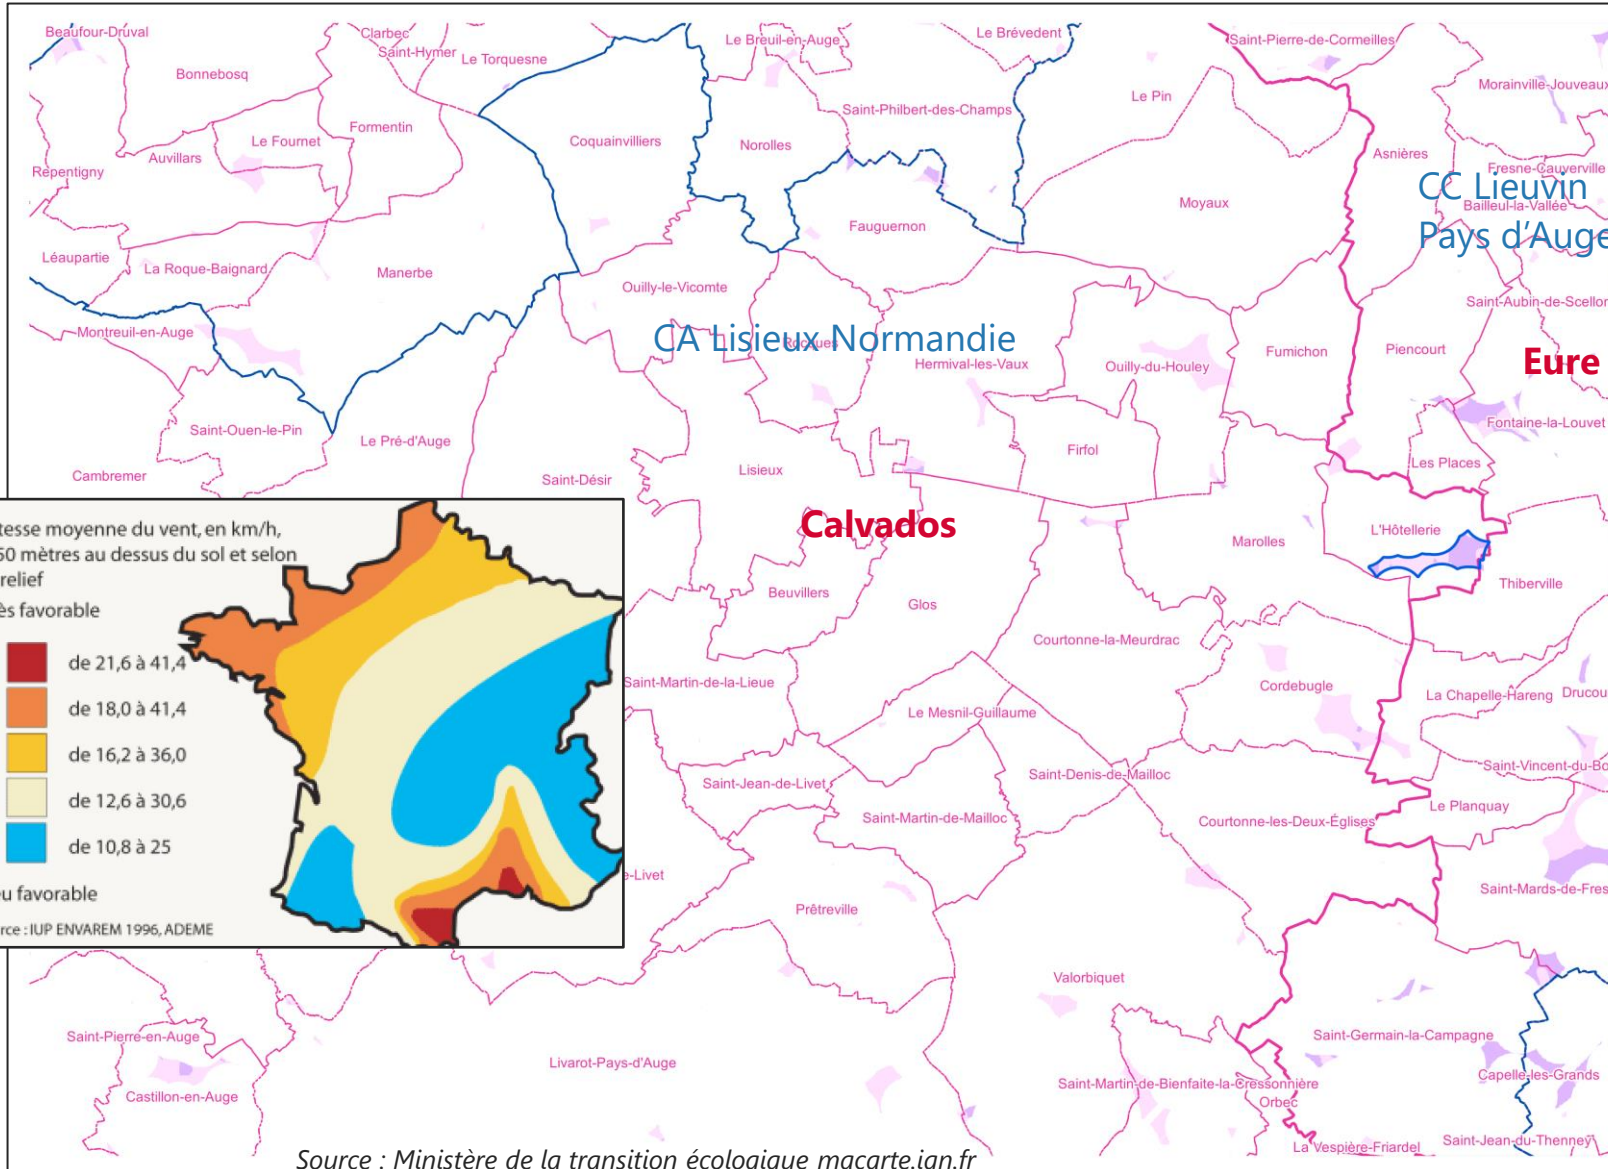 Beaufour-Druval
Clarbec
Saint-Hymer
Le Torquesne
Le Breuil-en-Auge
Le Brévedent
Saint-Pierre-de-Cormeilles
Bonnebosq
Le Pin
Morainville-Jouveaux
Saint-Philbert-des-Champs
Formentin
Le Fournet
Auvillars
Coquainvilliers
Norolles
Asnières
Repentigny
Fresne-Cauverville
CC Lieuvin
Pays d'Auge
Bailleul-la-Vallée
Moyaux
Fauguernon
Léaupartie
La Roque-Baignard
Manerbe
Ouilly-le-Vicomte
Saint-Aubin-de-Scellon
Montreuil-en-Auge
CA Lisieux Normandie
Rocques
Hermival-les-Vaux
Ouilly-du-Houley
Fumichon
Piencourt
Eure
Saint-Ouen-le-Pin
Le Pré-d'Auge
Fontaine-la-Louvet
Firfol
Les Places
Cambremer
Saint-Désir
Lisieux
Calvados
L'Hôtellerie
Marolles
Thiberville
Beuvillers
Glos
Courtonne-la-Meurdrac
Saint-Martin-de-la-Lieue
Cordebugle
La Chapelle-Hareng
Drucou
Le Mesnil-Guillaume
Saint-Jean-de-Livet
Saint-Denis-de-Mailloc
Saint-Vincent-du-Bo
Le Planquay
Saint-Martin-de-Mailloc
Courtonne-les-Deux-Églises
e-Livet
Saint-Mards-de-Fres
Prêtreville
Valorbiquet
Saint-Pierre-en-Auge
Saint-Germain-la-Campagne
Livarot-Pays-d'Auge
Castillon-en-Auge
Saint-Martin-de-Bienfaite-la-Cressonnière
Capelle-les-Grands
Orbec
La Vespière-Friardel
Saint-Jean-du-Thenney
tesse moyenne du vent, en km/h,
50 mètres au dessus du sol et selon
relief
ès favorable
de 21,6 à 41,4
de 18,0 à 41,4
de 16,2 à 36,0
de 12,6 à 30,6
de 10,8 à 25
u favorable
rce : IUP ENVAREM 1996, ADEME
Source : Ministère de la transition écologique macarte.ign.fr